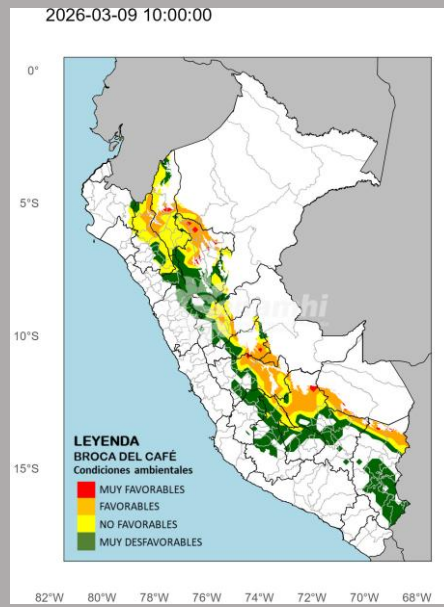 2026-03-09 10:00:00
0°
5°S
10°S
15°S
senamhi
LEYENDA
BROCA DEL CAFÉ
Condiciones ambientales
MUY FAVORABLES
FAVORABLES
NO FAVORABLES
MUY DESFAVORABLES
82°W 80°W 78°W 76°W 74°W 72°W 70°W 68°W